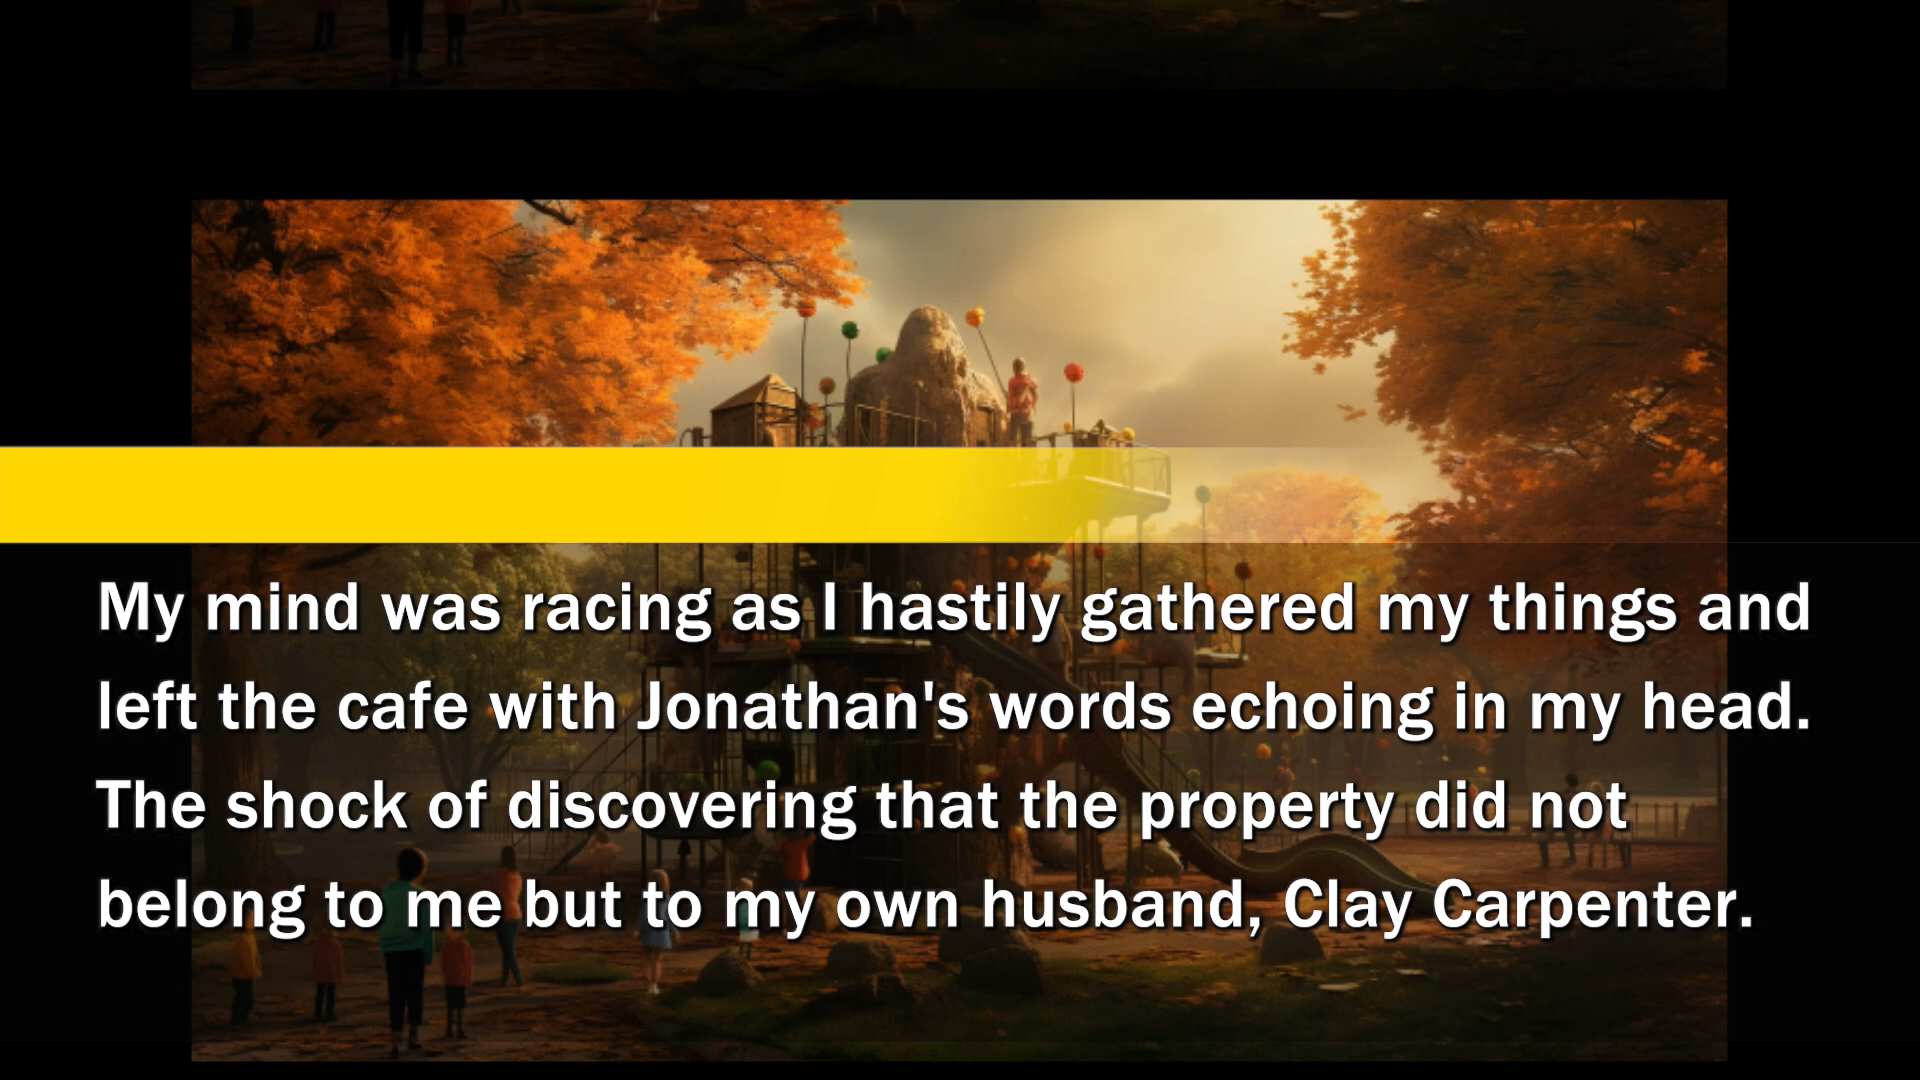 My mind was racing as I hastily gathered my things and
left the cafe with Jonathan's words echoing in my head.
The shock of discovering that the property did not
belong to me but to my own husband, Clay Carpenter.